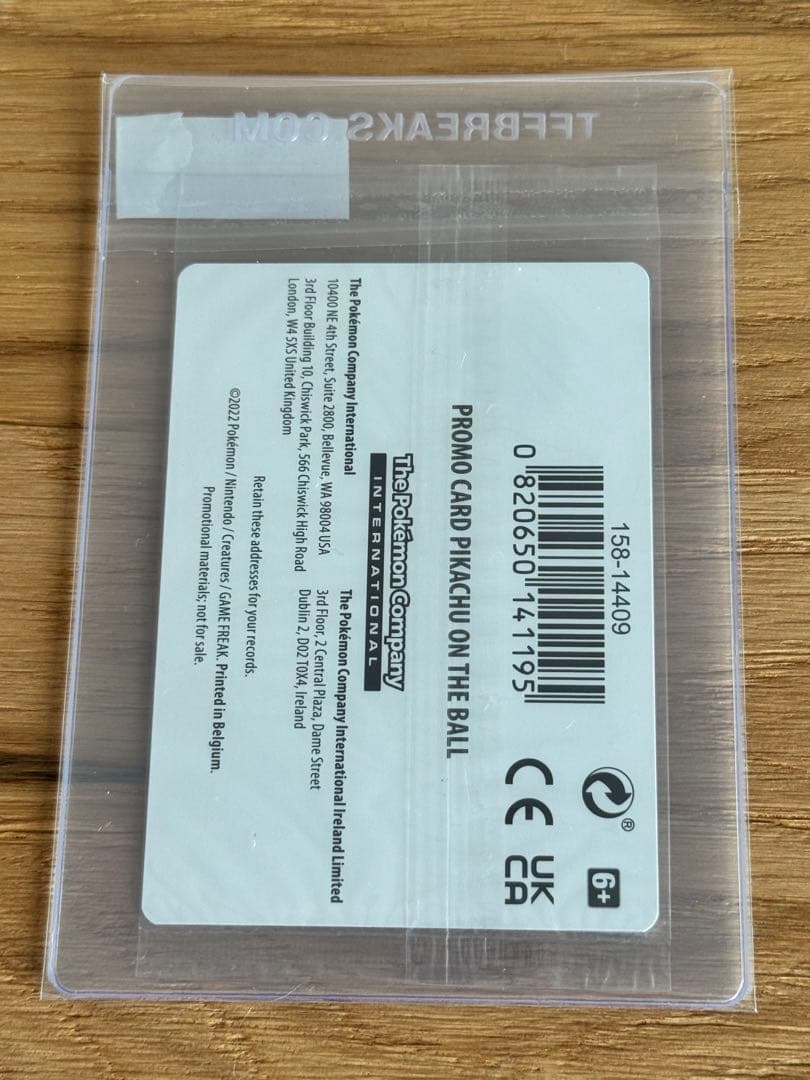 TFFBREAKS.COM
158-14409
0 820650 141195
CE
UK
CA
®
6+
PROMO CARD PIKACHU ON THE BALL
The Pokémon Company
INTERNATIONAL
The Pokémon Company International
10400 NE 4th Street, Suite 2800, Bellevue, WA 98004 USA
3rd Floor Building 10, Chiswick Park, 566 Chiswick High Road
London, W4 5XS United Kingdom
The Pokémon Company International Ireland Limited
3rd Floor, 2 Central Plaza, Dame Street
Dublin 2, D02 T0X4, Ireland
Retain these addresses for your records.
©2022 Pokémon / Nintendo / Creatures / GAME FREAK. Printed in Belgium.
Promotional materials; not for sale.